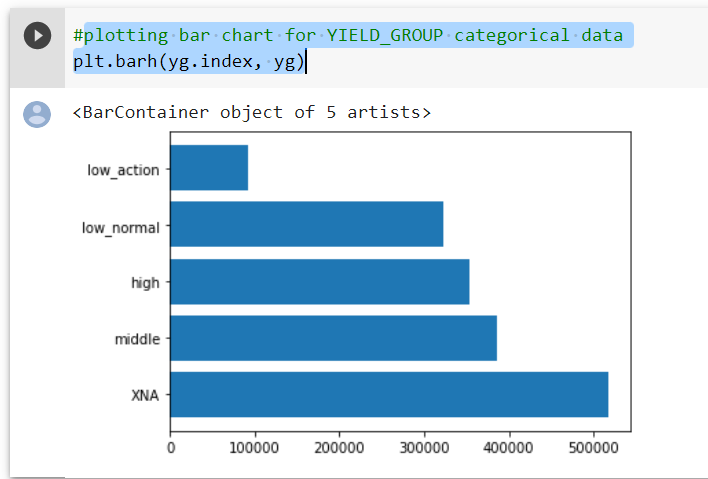 #plotting bar chart for YIELD_GROUP categorical data
plt.barh(yg.index, yg)
<BarContainer object of 5 artists>
low_action
low_normal
high
middle
XNA
0 100000 200000 300000 400000 500000